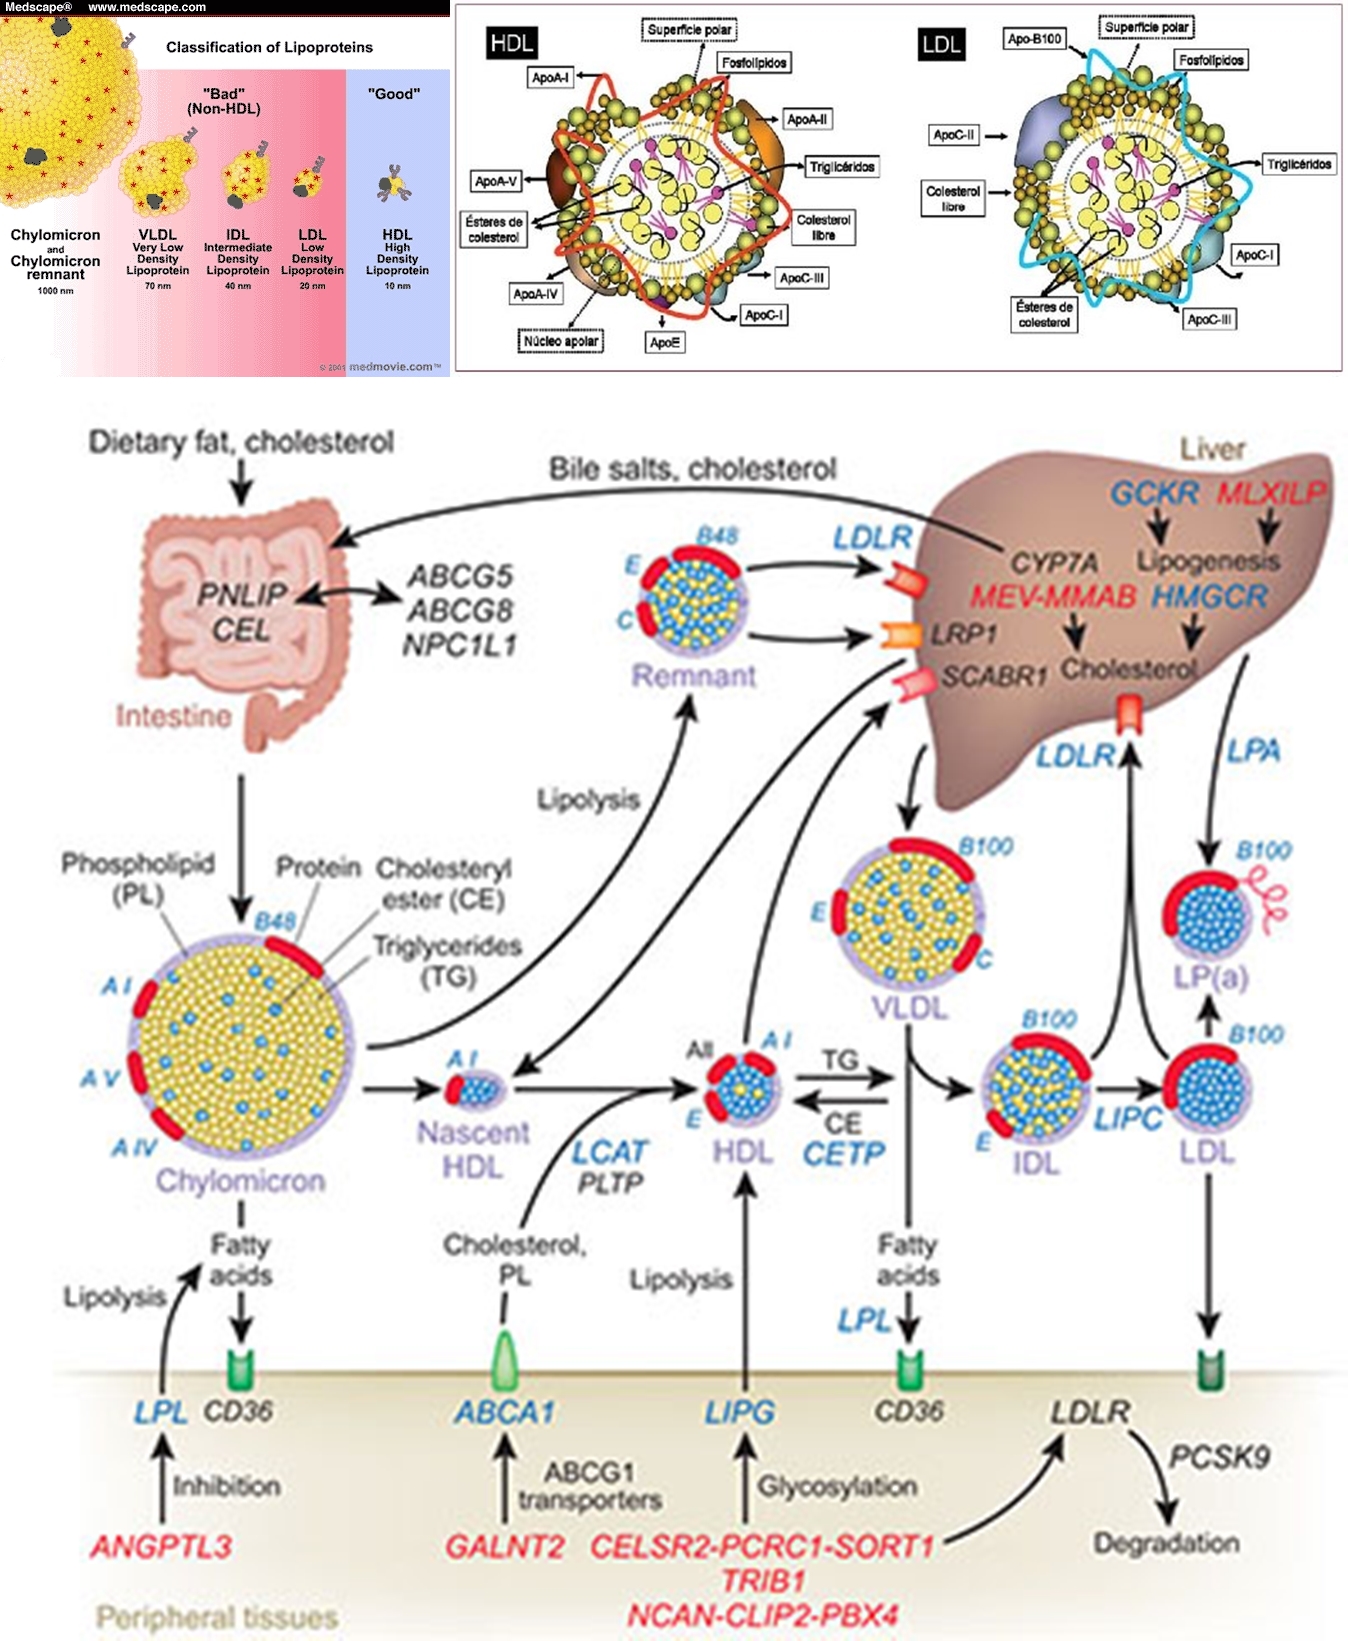 Medscape® www.medscape.com
Classification of Lipoproteins
"Bad"
(Non-HDL)
"Good"
Chylomicron
and
Chylomicron
remnant
1000 nm
VLDL
Very Low
Density
Lipoprotein
70 nm
IDL
Intermediate
Density
Lipoprotein
40 nm
LDL
Low
Density
Lipoprotein
20 nm
HDL
High
Density
Lipoprotein
10 nm
© 2001 medmovie.com™
HDL
Superficie polar
Fosfolípidos
ApoA-I
ApoA-II
Triglicéridos
ApoA-V
Ésteres de
colesterol
Colesterol
libre
ApoA-IV
ApoC-III
ApoC-I
Núcleo apolar
ApoE
LDL
Apo-B100
Superficie polar
Fosfolípidos
ApoC-II
Triglicéridos
Colesterol
libre
ApoC-I
Ésteres de
colesterol
ApoC-III
Dietary fat, cholesterol
Bile salts, cholesterol
Liver
GCKR MLXILP
CYP7A Lipogenesis
MEV-MMAB HMGCR
LRP1
SCABR1 Cholesterol
LDLR
B48
E
C
Remnant
PNLIP
CEL
ABCG5
ABCG8
NPC1L1
Intestine
LDLR
LPA
Lipolysis
Phospholipid
(PL)
Protein
Cholesteryl
ester (CE)
Triglycerides
(TG)
B48
A I
A V
A IV
Chylomicron
B100
E
C
VLDL
B100
LP(a)
A I
Nascent
HDL
AII
A I
E
HDL
TG
CE
CETP
LCAT
PLTP
B100
E
IDL
LIPC
B100
LDL
Fatty
acids
Lipolysis
Cholesterol,
PL
Lipolysis
Fatty
acids
LPL
LPL CD36
ABCA1
LIPG
CD36
LDLR
PCSK9
Inhibition
ABCG1
transporters
Glycosylation
Degradation
ANGPTL3
GALNT2
CELSR2-PCRC1-SORT1
TRIB1
NCAN-CLIP2-PBX4
Peripheral tissues